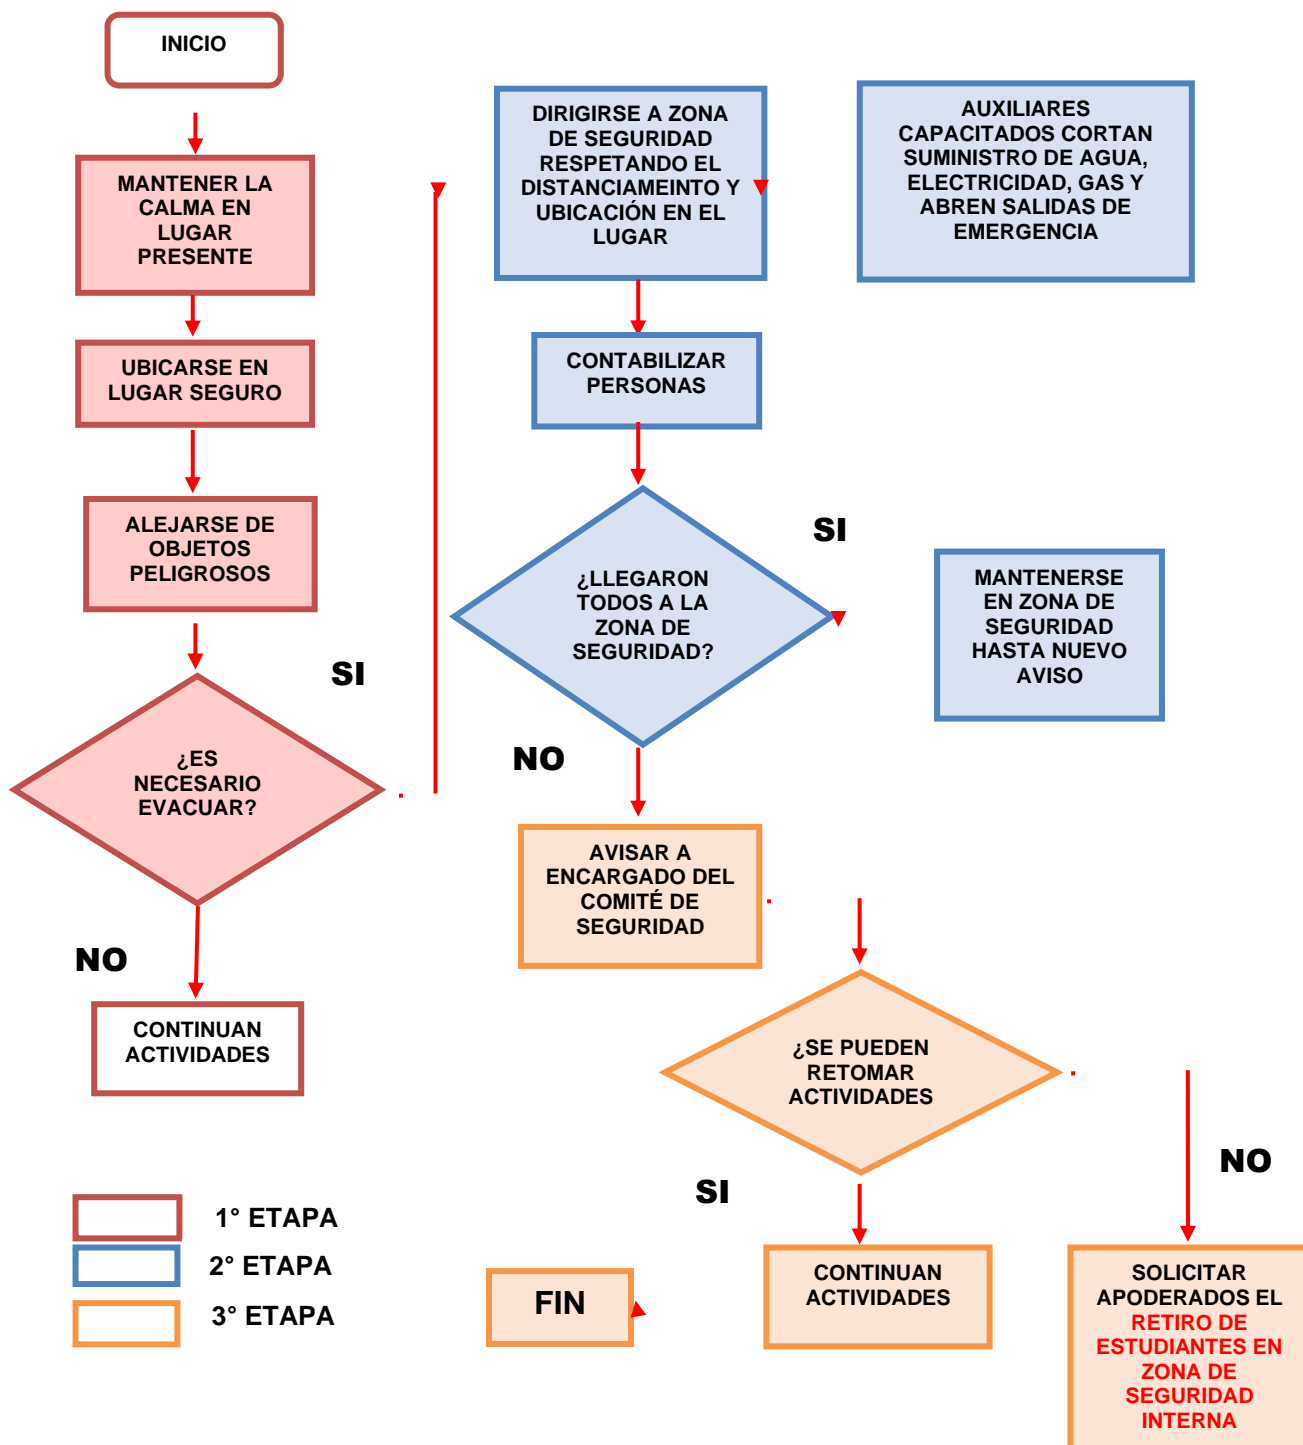 INICIO
MANTENER LA
CALMA EN
LUGAR
PRESENTE
UBICARSE EN
LUGAR SEGURO
ALEJARSE DE
OBJETOS
PELIGROSOS
SI
¿ES
NECESARIO
EVACUAR?
NO
CONTINUAN
ACTIVIDADES
DIRIGIRSE A ZONA
DE SEGURIDAD
RESPETANDO EL
DISTANCIAMEINTO Y
UBICACIÓN EN EL
LUGAR
AUXILIARES
CAPACITADOS CORTAN
SUMINISTRO DE AGUA,
ELECTRICIDAD, GAS Y
ABREN SALIDAS DE
EMERGENCIA
CONTABILIZAR
PERSONAS
SI
¿LLEGARON
TODOS A LA
ZONA DE
SEGURIDAD?
MANTENERSE
EN ZONA DE
SEGURIDAD
HASTA NUEVO
AVISO
NO
AVISAR A
ENCARGADO DEL
COMITÉ DE
SEGURIDAD
¿SE PUEDEN
RETOMAR
ACTIVIDADES
SI
NO
CONTINUAN
ACTIVIDADES
SOLICITAR
APODERADOS EL
RETIRO DE
ESTUDIANTES EN
ZONA DE
SEGURIDAD
INTERNA
FIN
1° ETAPA
2° ETAPA
3° ETAPA